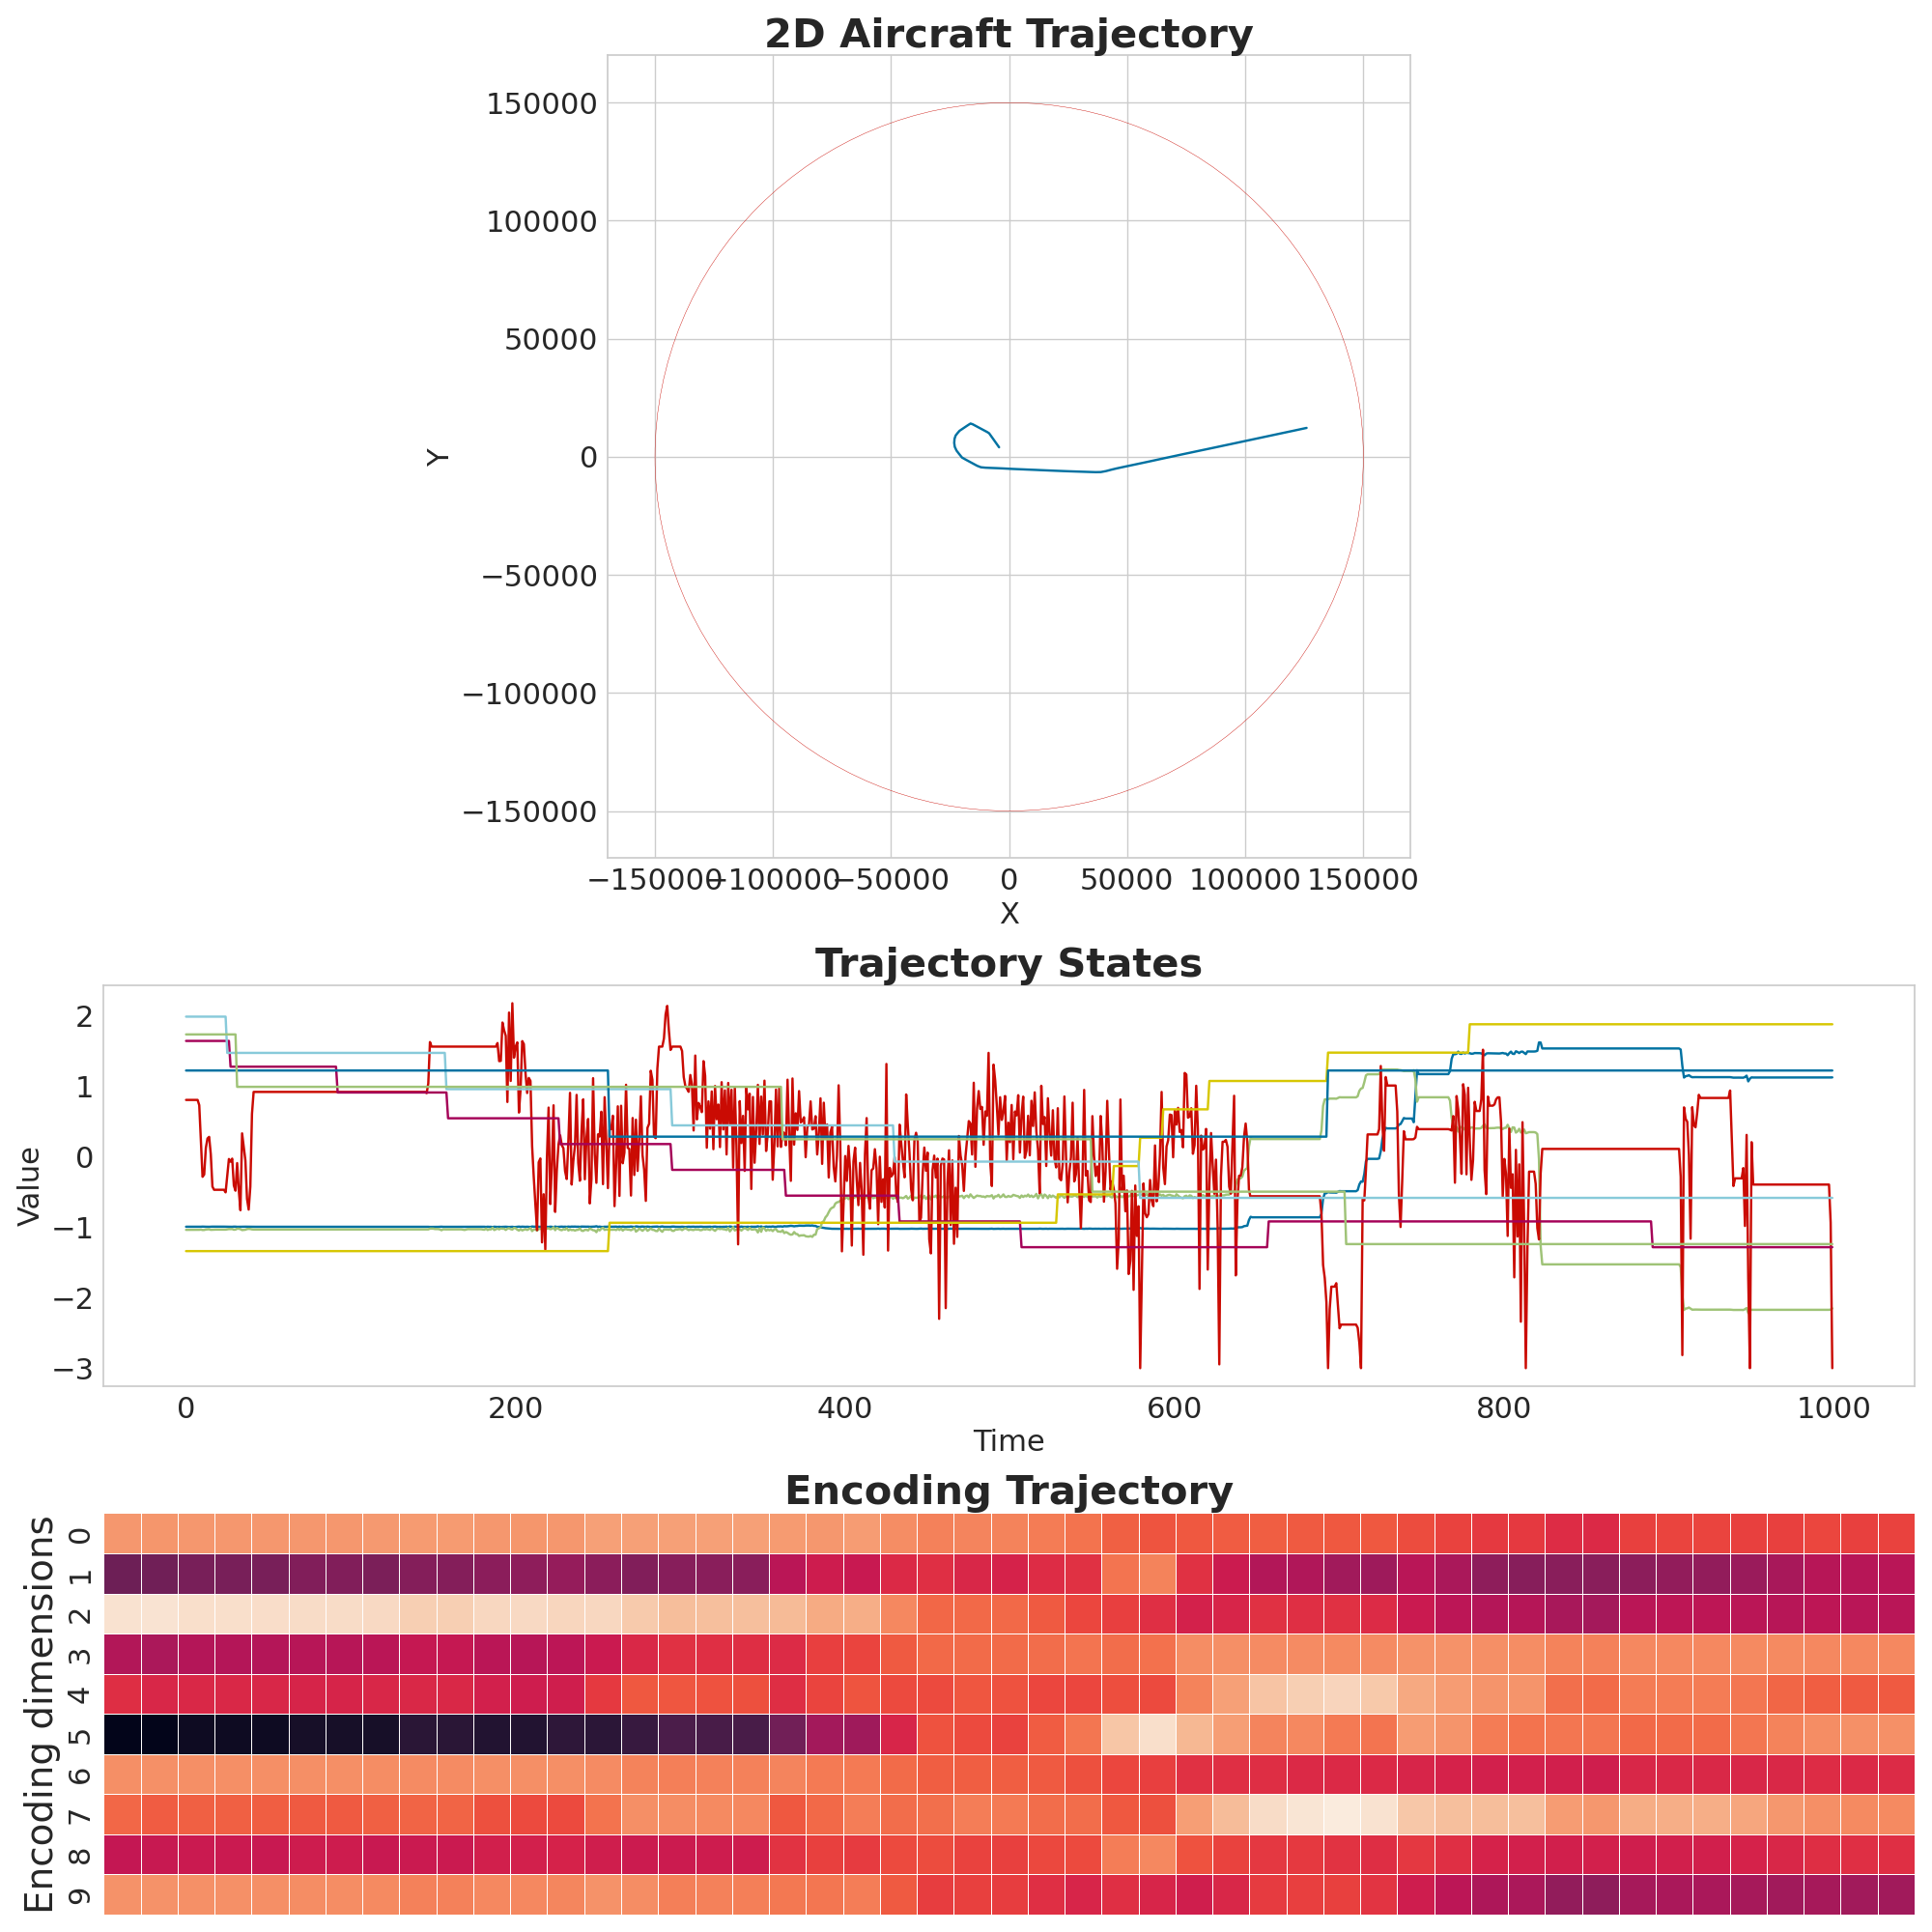 2D Aircraft Trajectory
150000
100000
50000
0
−50000
−100000
−150000
Y
−150000 −100000 −50000 0 50000 100000 150000
X
Trajectory States
2
1
0
−1
−2
−3
Value
0 200 400 600 800 1000
Time
Encoding Trajectory
0
1
2
3
4
5
6
7
8
9
Encoding dimensions